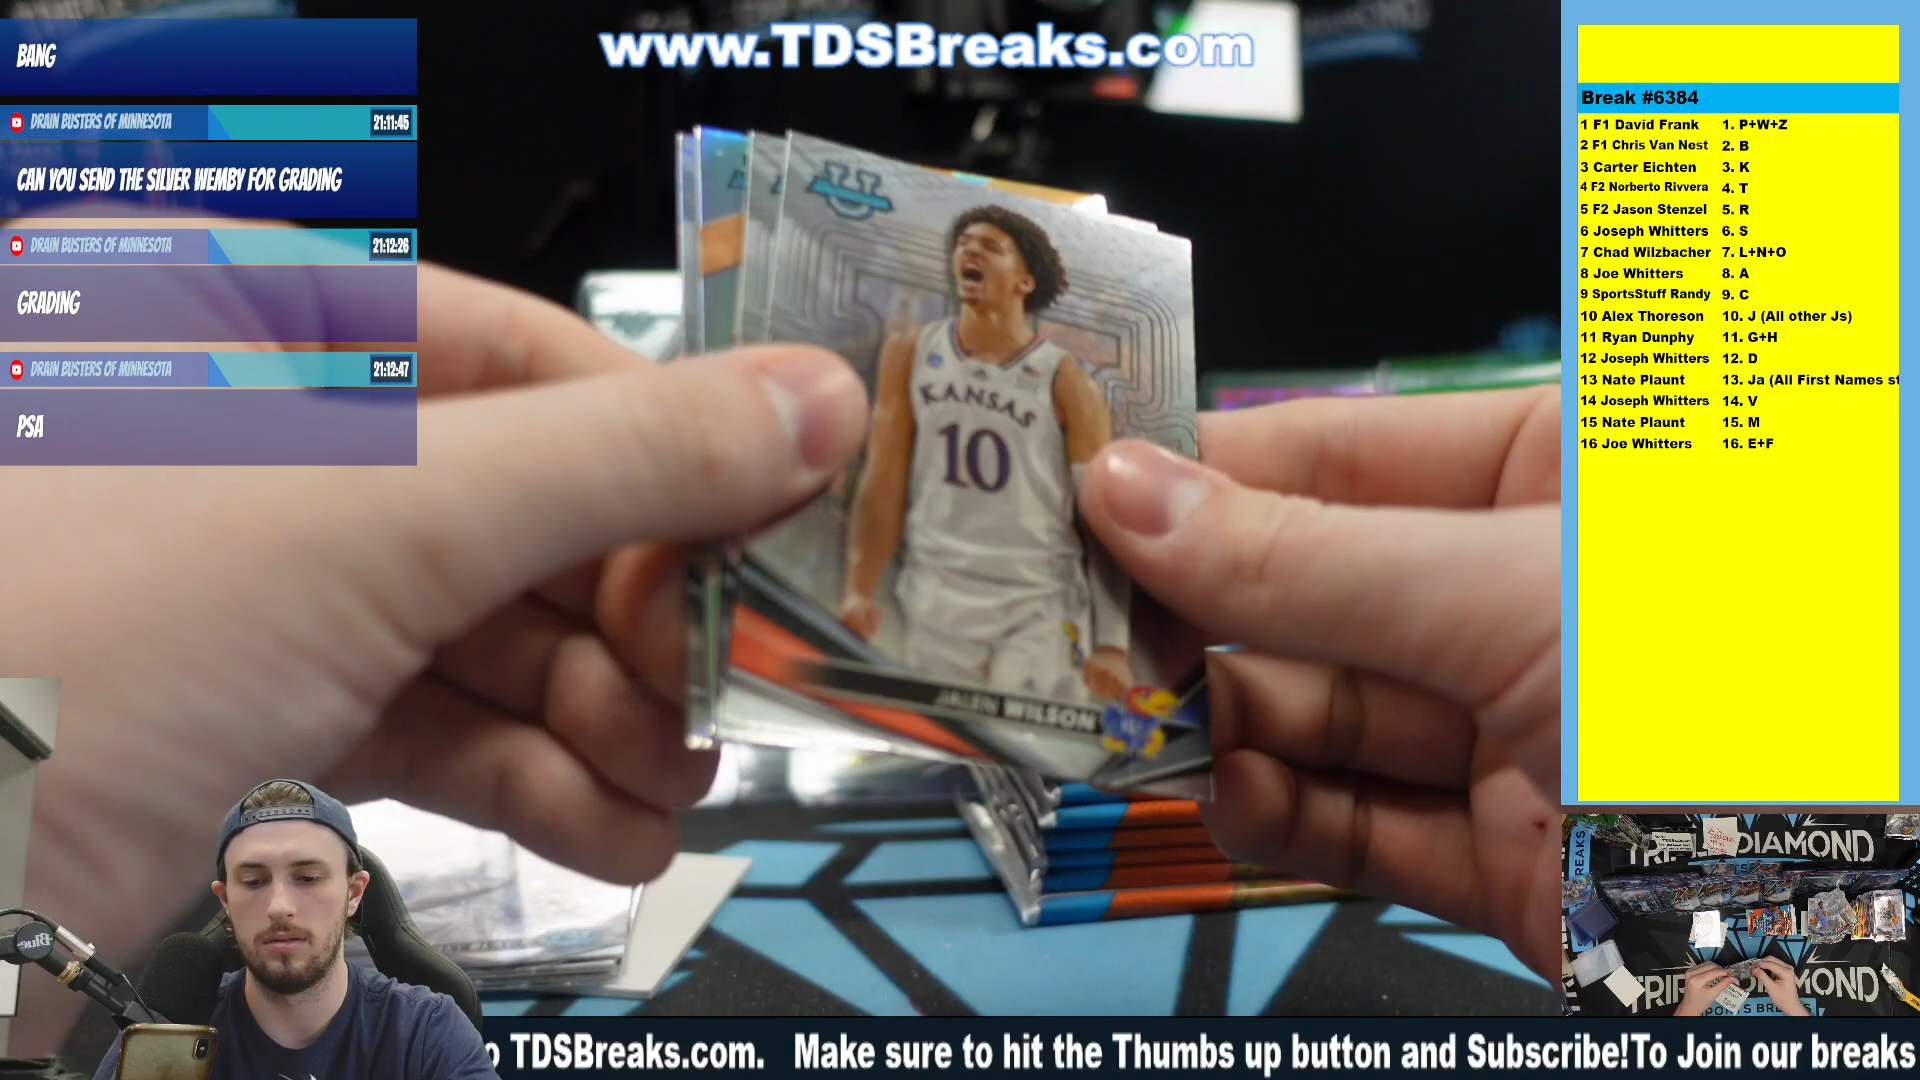 www.TDSBreaks.com
BANG
DRAIN BUSTERS OF MINNESOTA 21:11:45
CAN YOU SEND THE SILVER WEMBY FOR GRADING
DRAIN BUSTERS OF MINNESOTA 21:12:26
GRADING
DRAIN BUSTERS OF MINNESOTA 21:12:47
PSA
U
KANSAS
10
JALEN WILSON
Break #6384
1 F1 David Frank 1. P+W+Z
2 F1 Chris Van Nest 2. B
3 Carter Eichten 3. K
4 F2 Norberto Rivvera 4. T
5 F2 Jason Stenzel 5. R
6 Joseph Whitters 6. S
7 Chad Wilzbacher 7. L+N+O
8 Joe Whitters 8. A
9 SportsStuff Randy 9. C
10 Alex Thoreson 10. J (All other Js)
11 Ryan Dunphy 11. G+H
12 Joseph Whitters 12. D
13 Nate Plaunt 13. Ja (All First Names st
14 Joseph Whitters 14. V
15 Nate Plaunt 15. M
16 Joe Whitters 16. E+F
DIAMOND
BREAKS
TRIPLE DIAMOND
Blue
o TDSBreaks.com. Make sure to hit the Thumbs up button and Subscribe!To Join our breaks